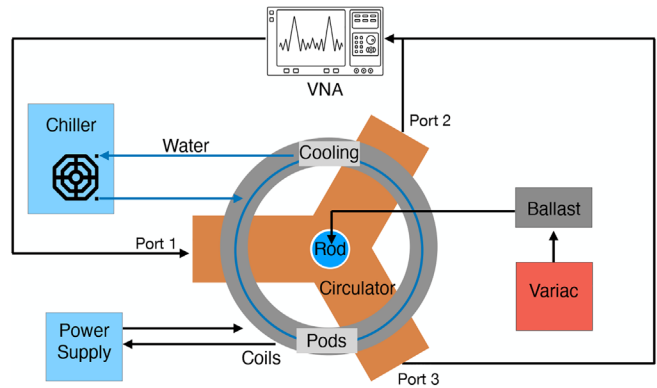 VNA
Port 2
Chiller
Water
Cooling
Ballast
Port 1
Rod
Circulator
Variac
Power
Supply
Pods
Coils
Port 3